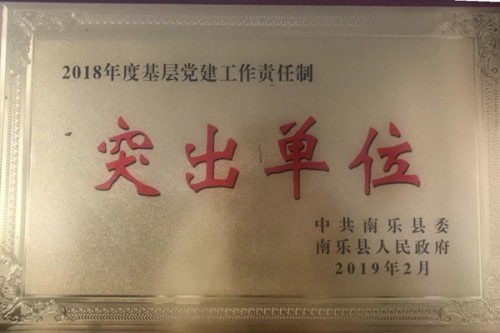 2018年度基层党建工作责任制
突出单位
中共南乐县委
南乐县人民政府
2019年2月